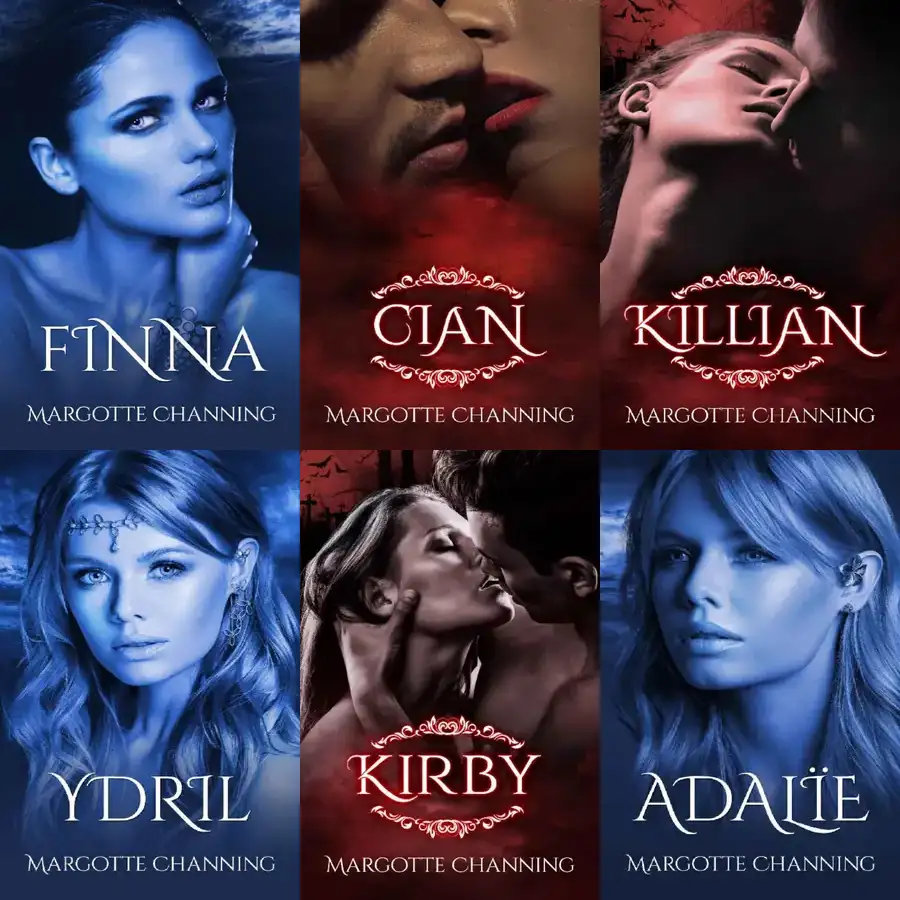 FINNA
MARGOTTE CHANNING
CIAN
MARGOTTE CHANNING
KILLIAN
MARGOTTE CHANNING
YDRIL
MARGOTTE CHANNING
KIRBY
MARGOTTE CHANNING
ADALÏE
MARGOTTE CHANNING